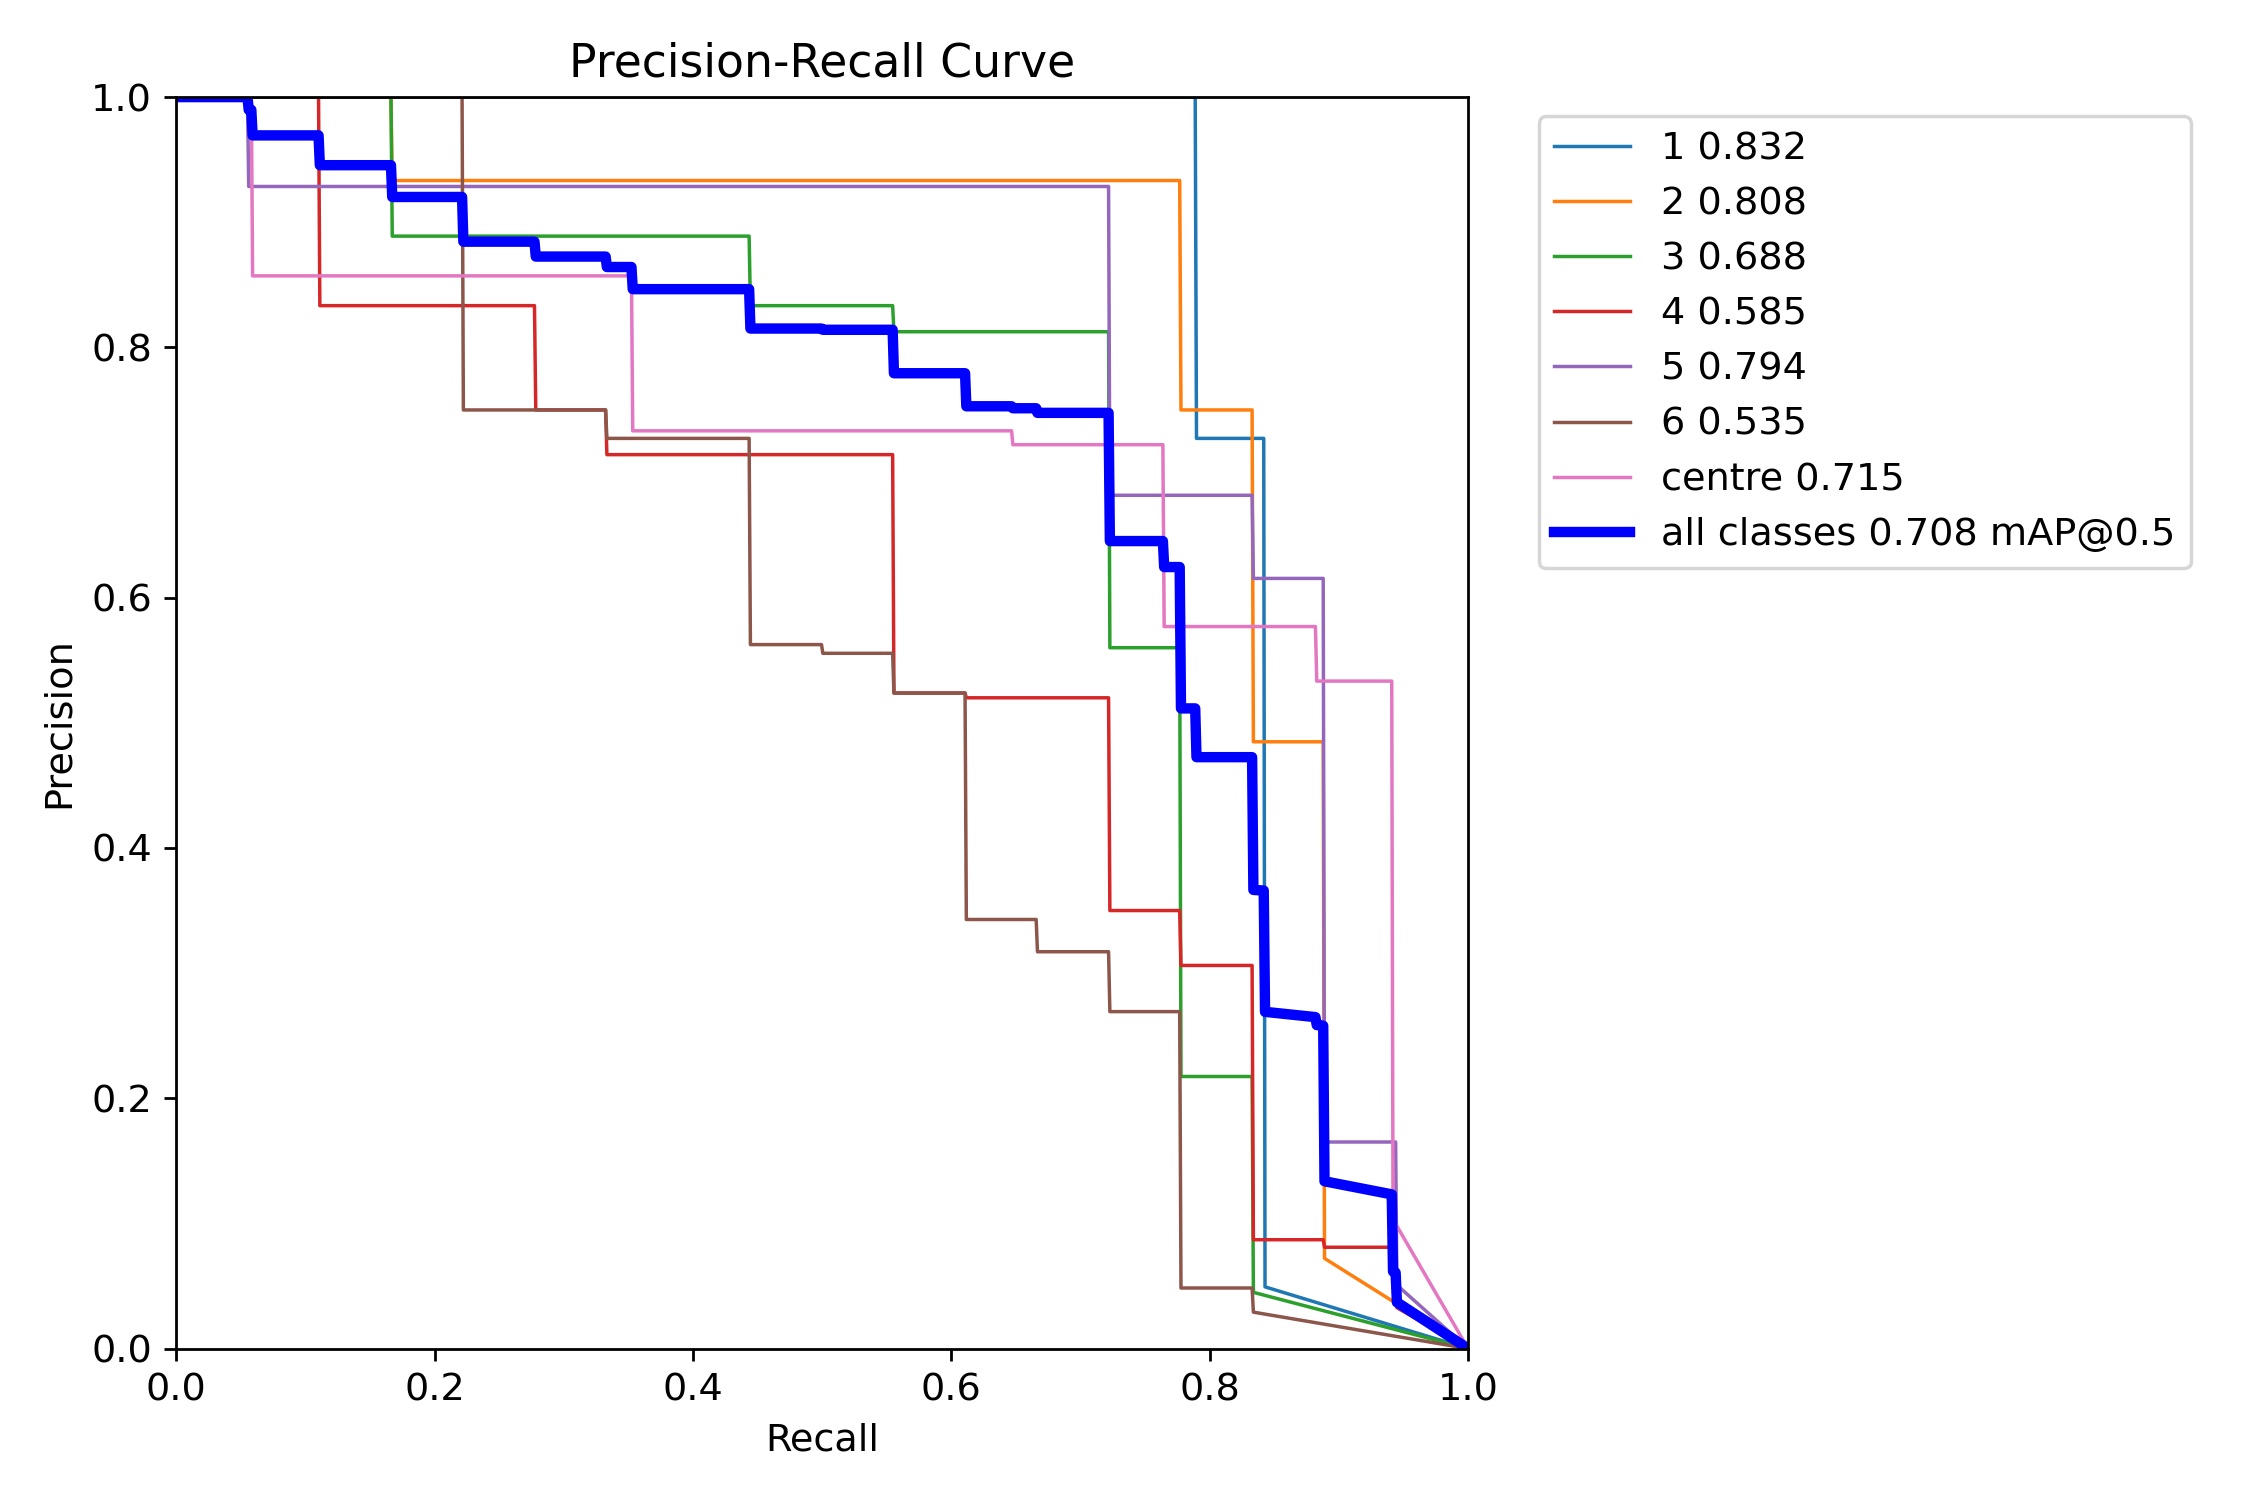 Precision-Recall Curve
1.0
0.8
0.6
0.4
0.2
0.0
Precision
0.0 0.2 0.4 0.6 0.8 1.0
Recall
1 0.832
2 0.808
3 0.688
4 0.585
5 0.794
6 0.535
centre 0.715
all classes 0.708 mAP@0.5